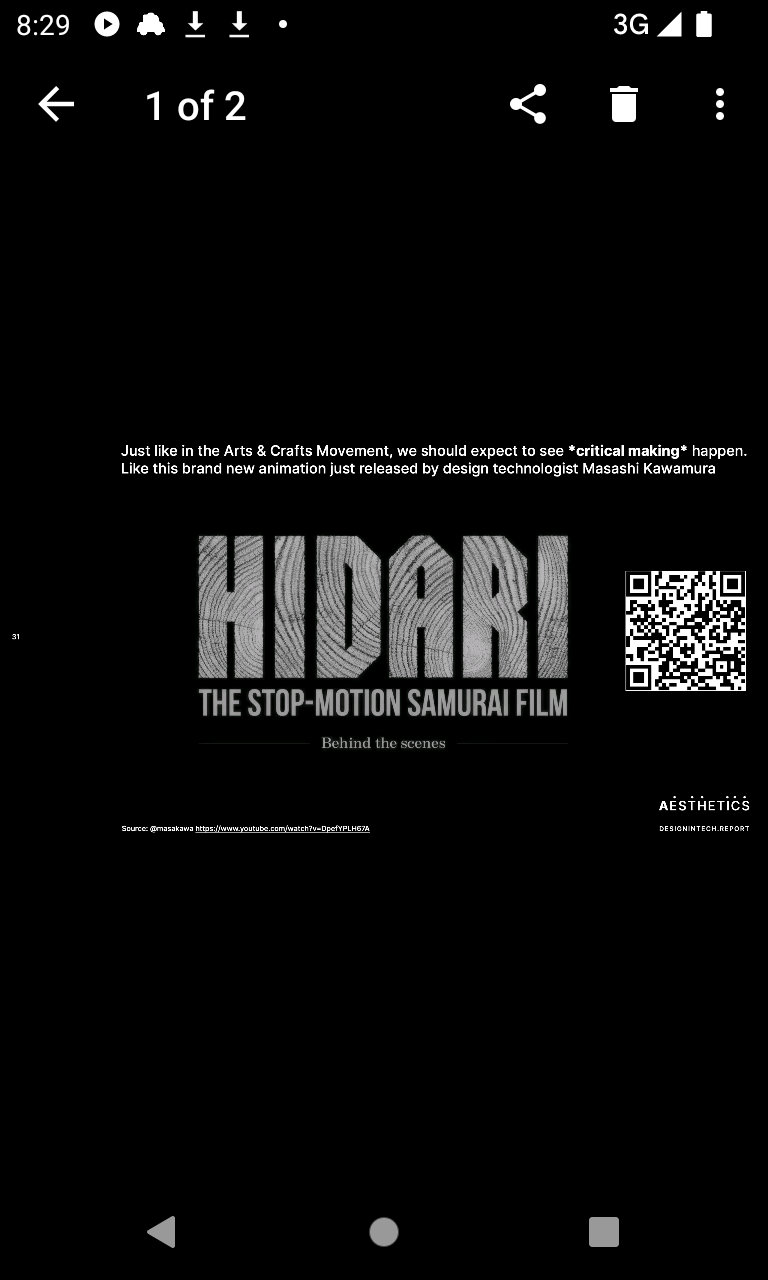 8:29
3G
1 of 2
Just like in the Arts & Crafts Movement, we should expect to see *critical making* happen.
Like this brand new animation just released by design technologist Masashi Kawamura
HIDARI
31
THE STOP-MOTION SAMURAI FILM
Behind the scenes
AESTHETICS
Source: @masakawa https://www.youtube.com/watch?v=DpefYPLH67A
DESIGNINTECH.REPORT